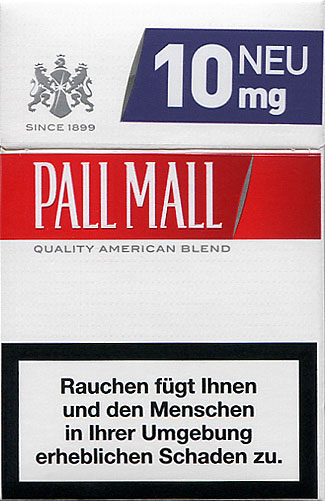 10 NEU
mg
SINCE 1899
PALL MALL
QUALITY AMERICAN BLEND
Rauchen fügt Ihnen
und den Menschen
in Ihrer Umgebung
erheblichen Schaden zu.